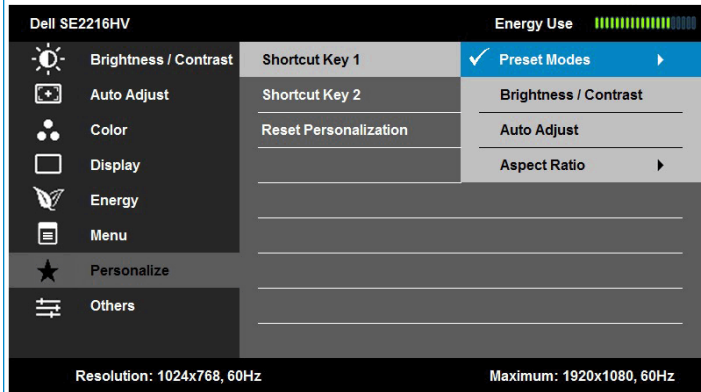 Dell SE2216HV Energy Use
Brightness / Contrast Shortcut Key 1 Preset Modes
Auto Adjust Shortcut Key 2 Brightness / Contrast
Color Reset Personalization Auto Adjust
Display Aspect Ratio
Energy
Menu
Personalize
Others
Resolution: 1024x768, 60Hz Maximum: 1920x1080, 60Hz